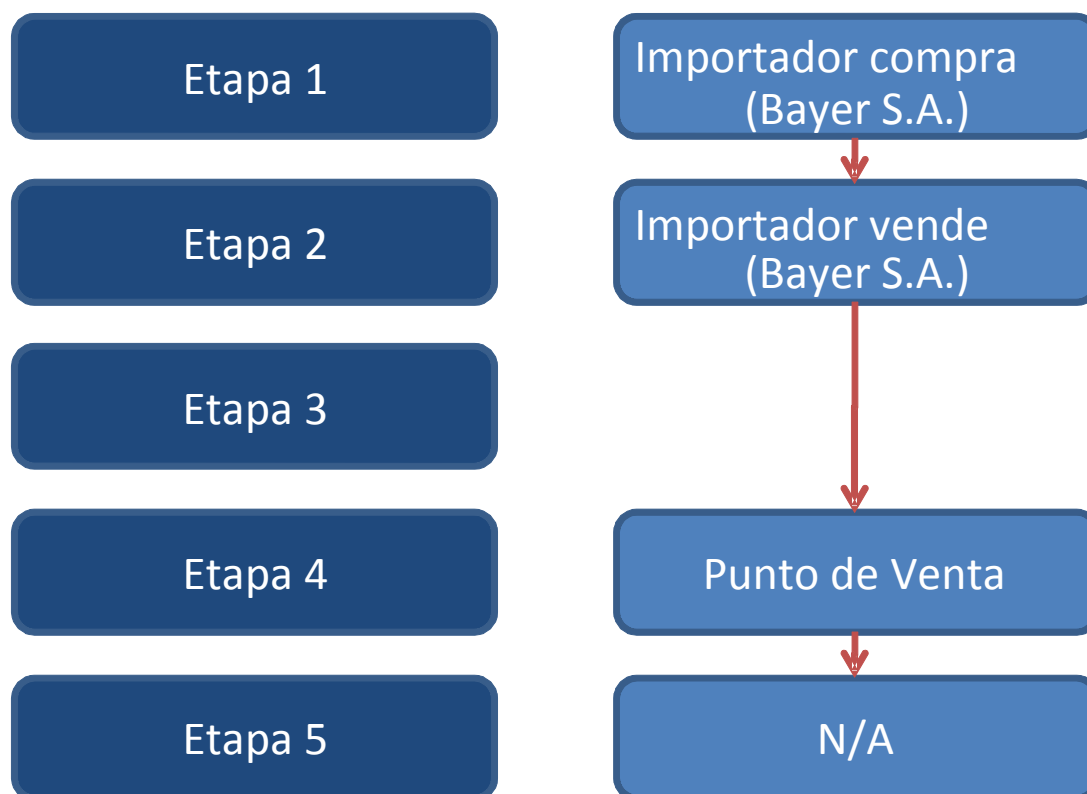 Etapa 1
Importador compra
(Bayer S.A.)
Etapa 2
Importador vende
(Bayer S.A.)
Etapa 3
Etapa 4
Punto de Venta
Etapa 5
N/A